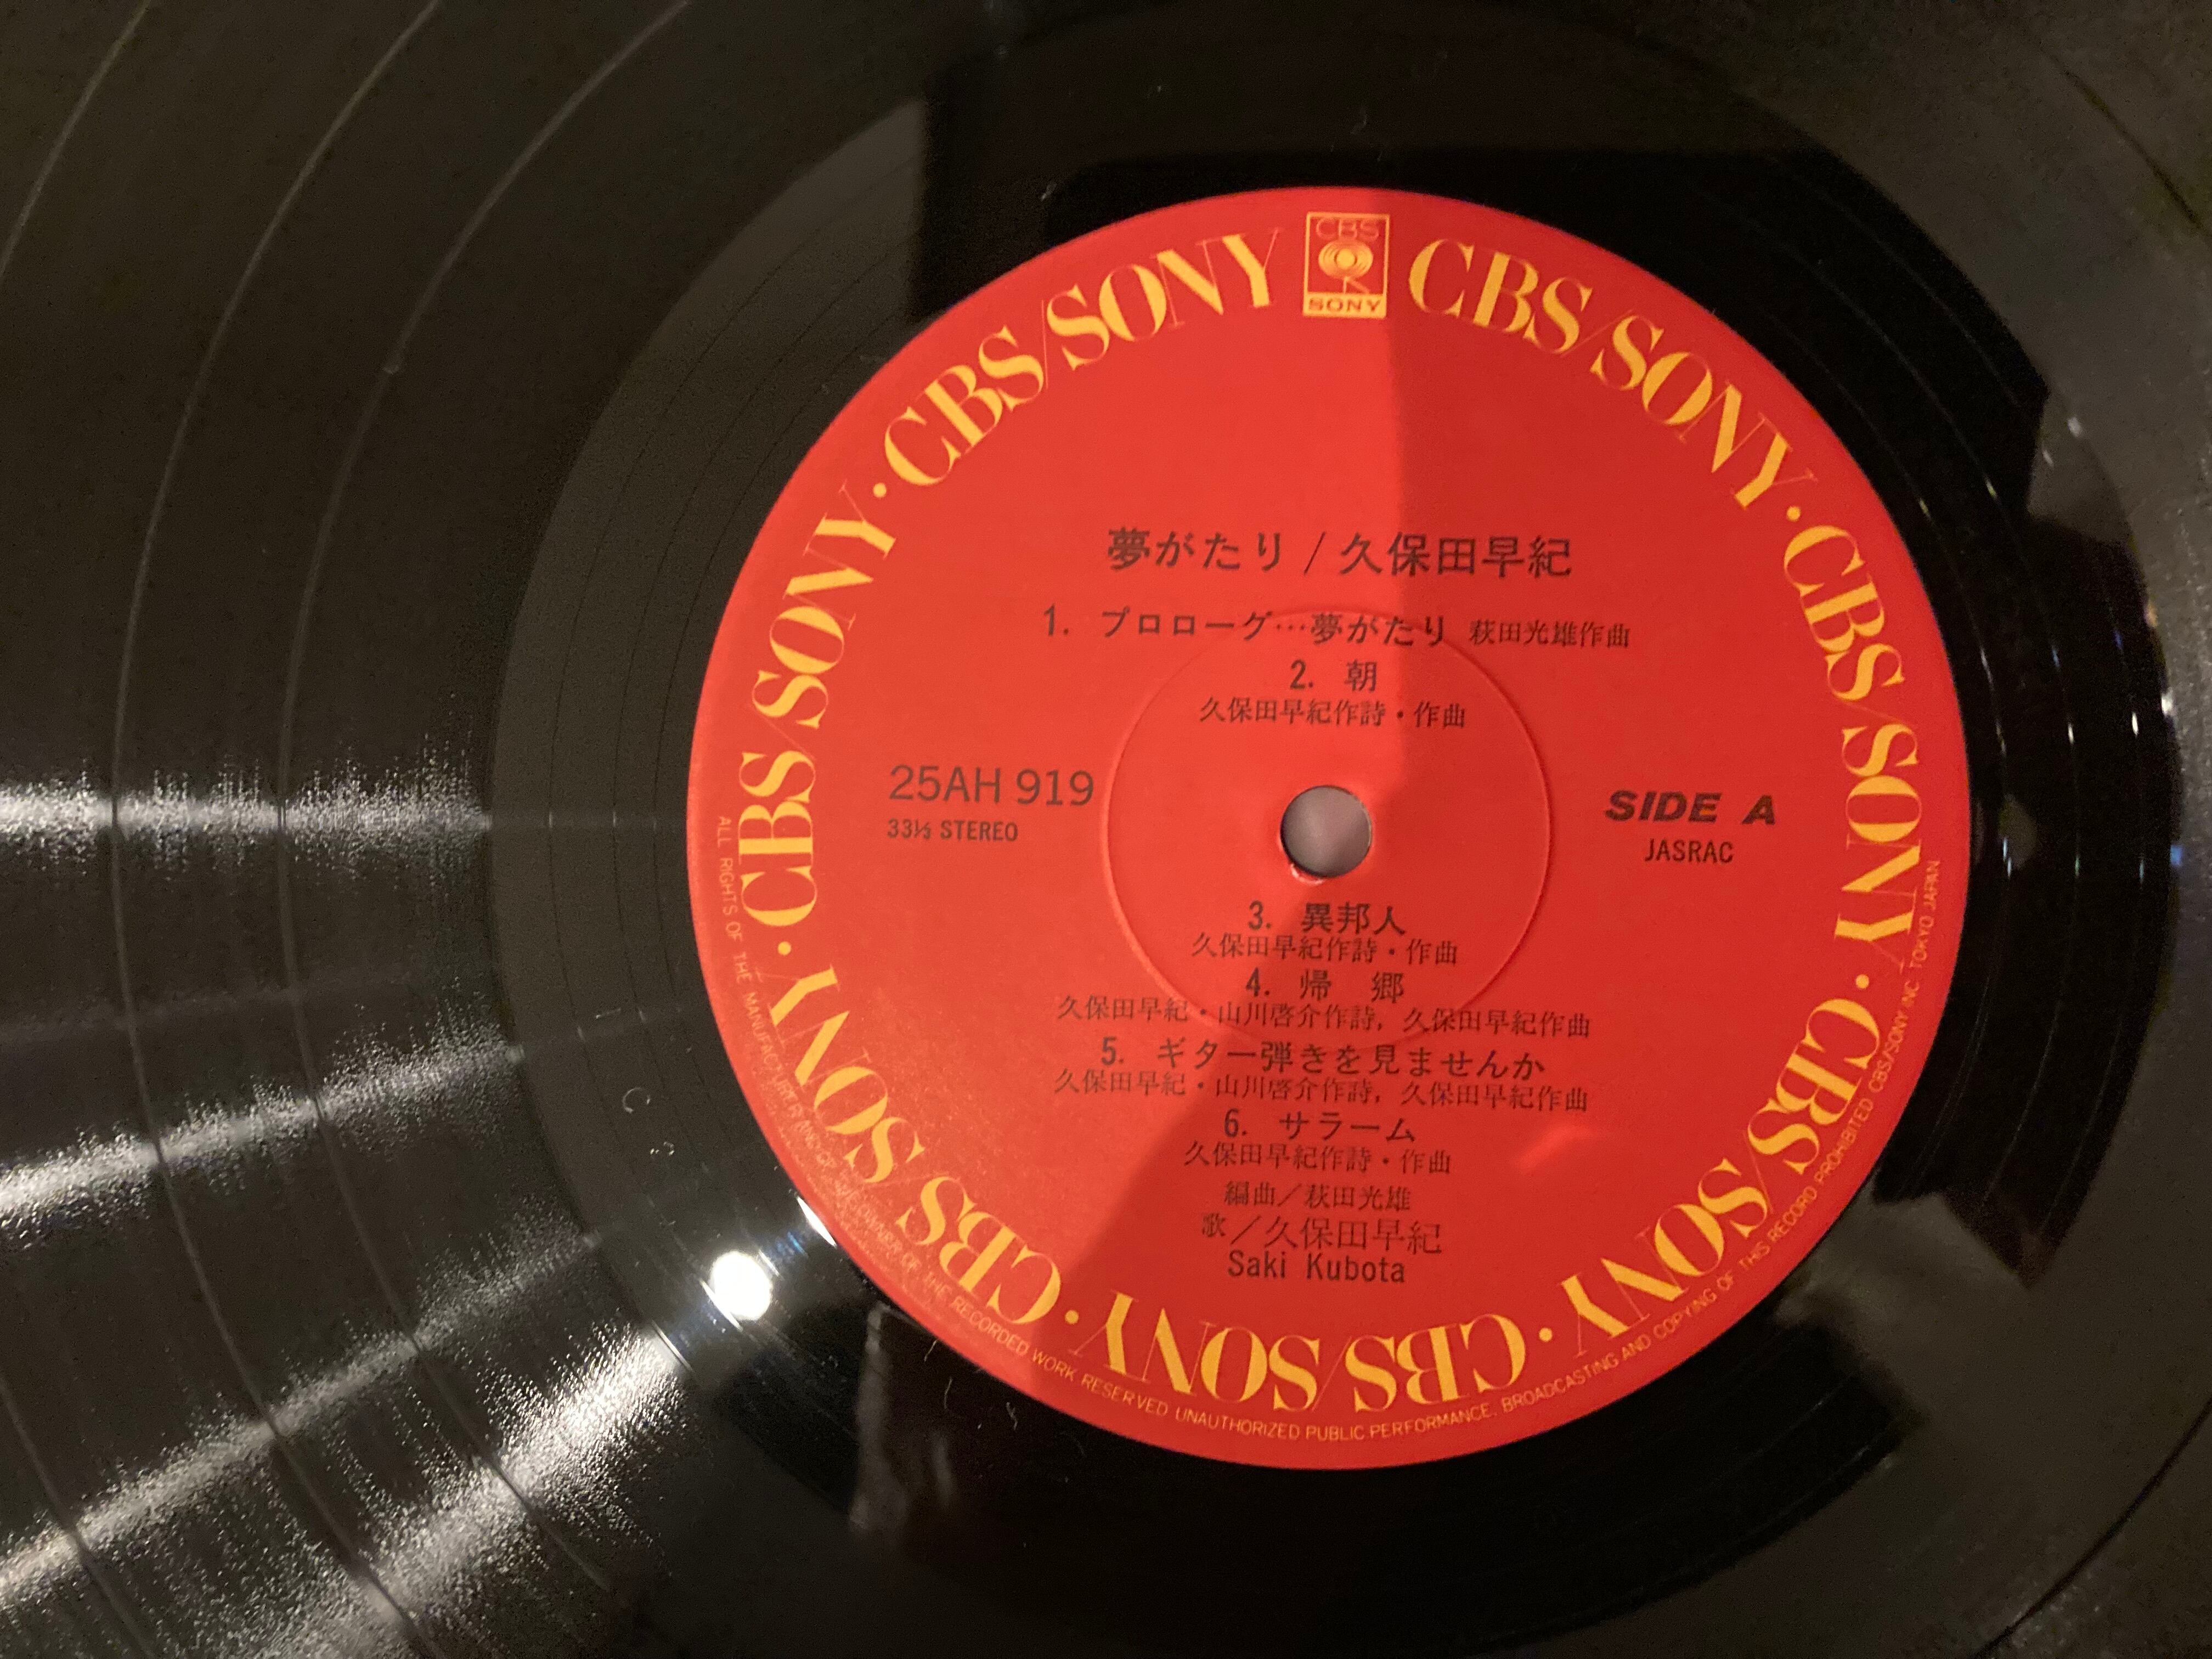 CBS
SONY
CBS/SONY · CBS/SONY · CBS/SONY · CBS/SONY · CBS/SONY · CBS/SONY · CBS/SONY · CBS/SONY
夢がたり / 久保田早紀
1. プロローグ…夢がたり 萩田光雄作曲
2. 朝
久保田早紀作詩・作曲
25AH 919
33⅓ STEREO
SIDE A
JASRAC
3. 異邦人
久保田早紀作詩・作曲
4. 帰 郷
久保田早紀・山川啓介作詩, 久保田早紀作曲
5. ギター弾きを見ませんか
久保田早紀・山川啓介作詩, 久保田早紀作曲
6. サラーム
久保田早紀作詩・作曲
編曲／萩田光雄
歌／久保田早紀
Saki Kubota
ALL RIGHTS OF THE MANUFACTURER AND OF THE OWNER OF THE RECORDED WORK RESERVED. UNAUTHORIZED PUBLIC PERFORMANCE, BROADCASTING AND COPYING OF THIS RECORD PROHIBITED CBS/SONY INC. TOKYO JAPAN